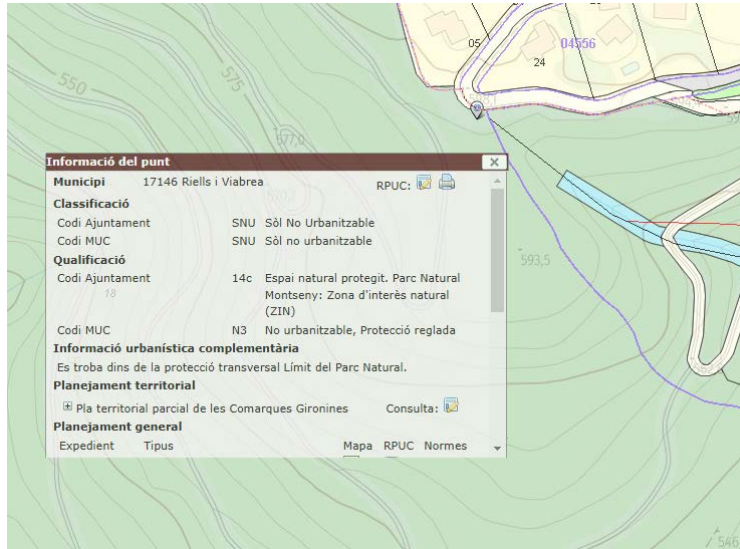 05
04556
24
550
575
577,0
Informació del punt
Municipi 17146 Riells i Viabrea RPUC:
Classificació
Codi Ajuntament SNU Sòl No Urbanitzable
Codi MUC SNU Sòl no urbanitzable
Qualificació
Codi Ajuntament 14c Espai natural protegit. Parc Natural
Montseny: Zona d'interès natural
(ZIN)
18
Codi MUC N3 No urbanitzable, Protecció reglada
Informació urbanística complementària
Es troba dins de la protecció transversal Límit del Parc Natural.
Planejament territorial
Pla territorial parcial de les Comarques Gironines Consulta:
Planejament general
Expedient Tipus Mapa RPUC Normes
593,5
546